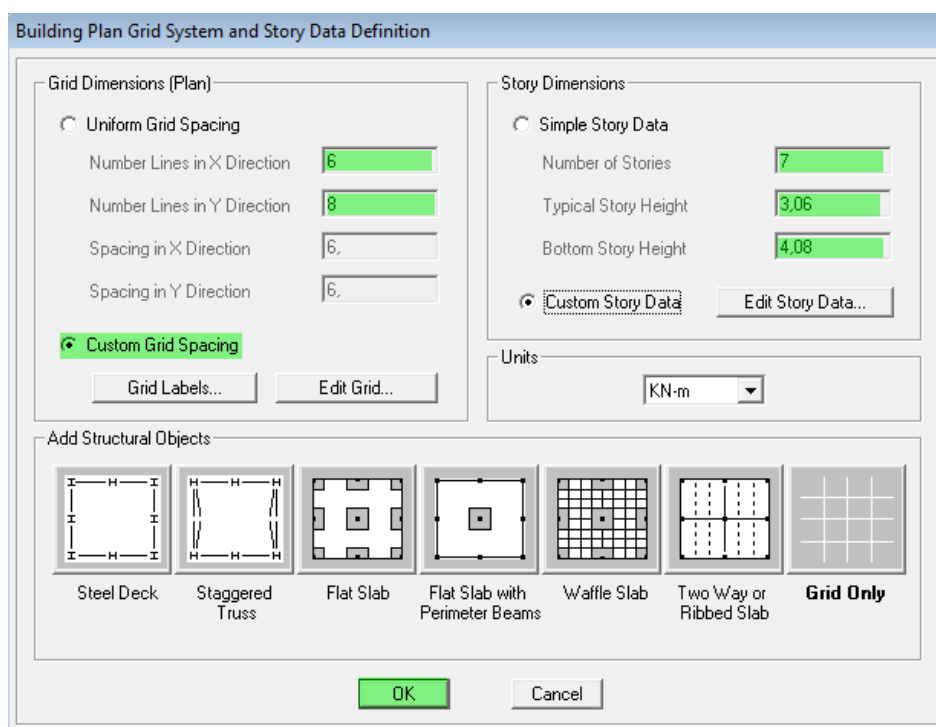 Building Plan Grid System and Story Data Definition
Grid Dimensions (Plan)
Uniform Grid Spacing
Number Lines in X Direction 6
Number Lines in Y Direction 8
Spacing in X Direction 6,
Spacing in Y Direction 6,
Custom Grid Spacing
Grid Labels... Edit Grid...
Story Dimensions
Simple Story Data
Number of Stories 7
Typical Story Height 3,06
Bottom Story Height 4,08
Custom Story Data Edit Story Data...
Units
KN-m
Add Structural Objects
Steel Deck
Staggered
Truss
Flat Slab
Flat Slab with
Perimeter Beams
Waffle Slab
Two Way or
Ribbed Slab
Grid Only
OK Cancel